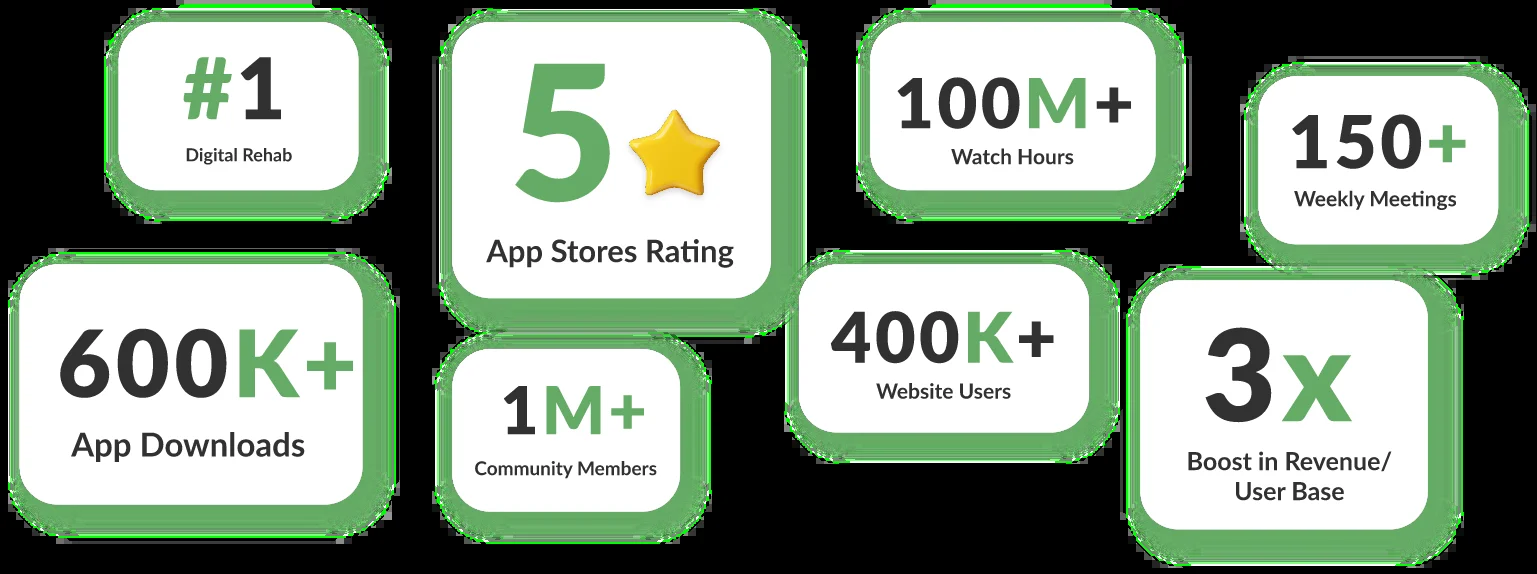 #1
Digital Rehab
5
App Stores Rating
100M+
Watch Hours
150+
Weekly Meetings
600K+
App Downloads
1M+
Community Members
400K+
Website Users
3x
Boost in Revenue/
User Base